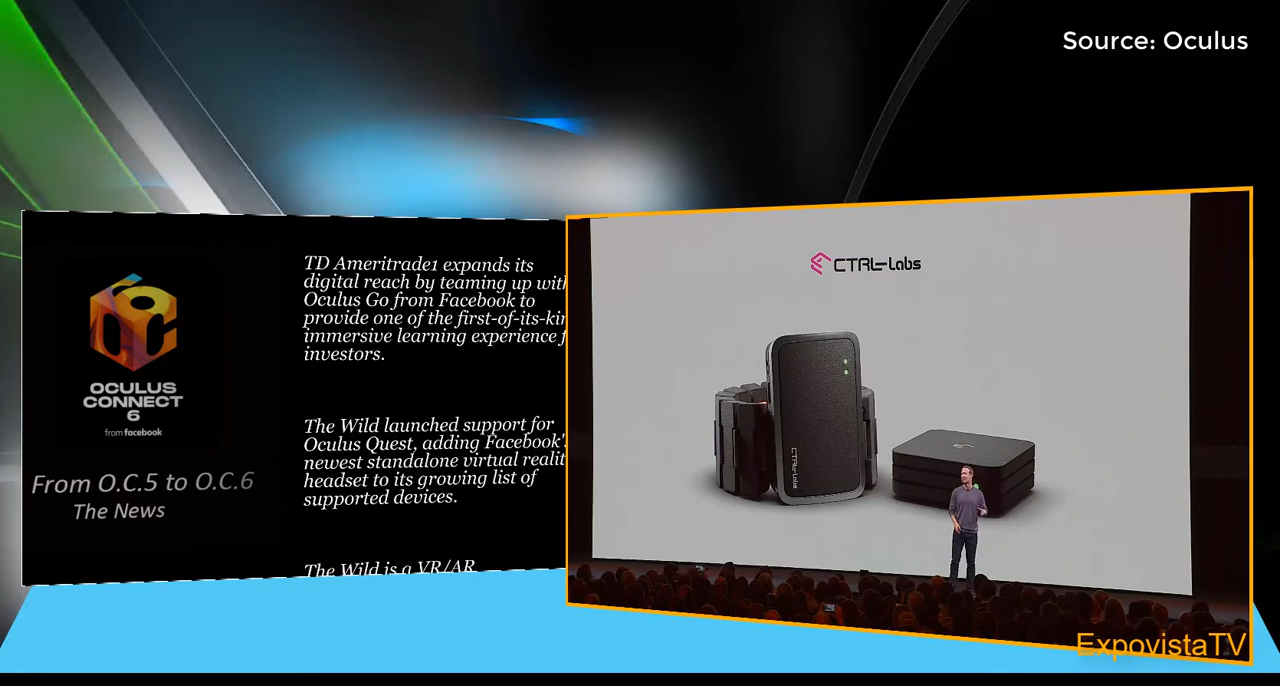 Source: Oculus
OCULUS
CONNECT
6
from facebook
From O.C.5 to O.C.6
The News
TD Ameritrade1 expands its
digital reach by teaming up with
Oculus Go from Facebook to
provide one of the first-of-its-kin
immersive learning experience f
investors.
The Wild launched support for
Oculus Quest, adding Facebook'
newest standalone virtual realit
headset to its growing list of
supported devices.
The Wild is a VR/AR
CTRL-Labs
CTRL-Labs
ExpovistaTV